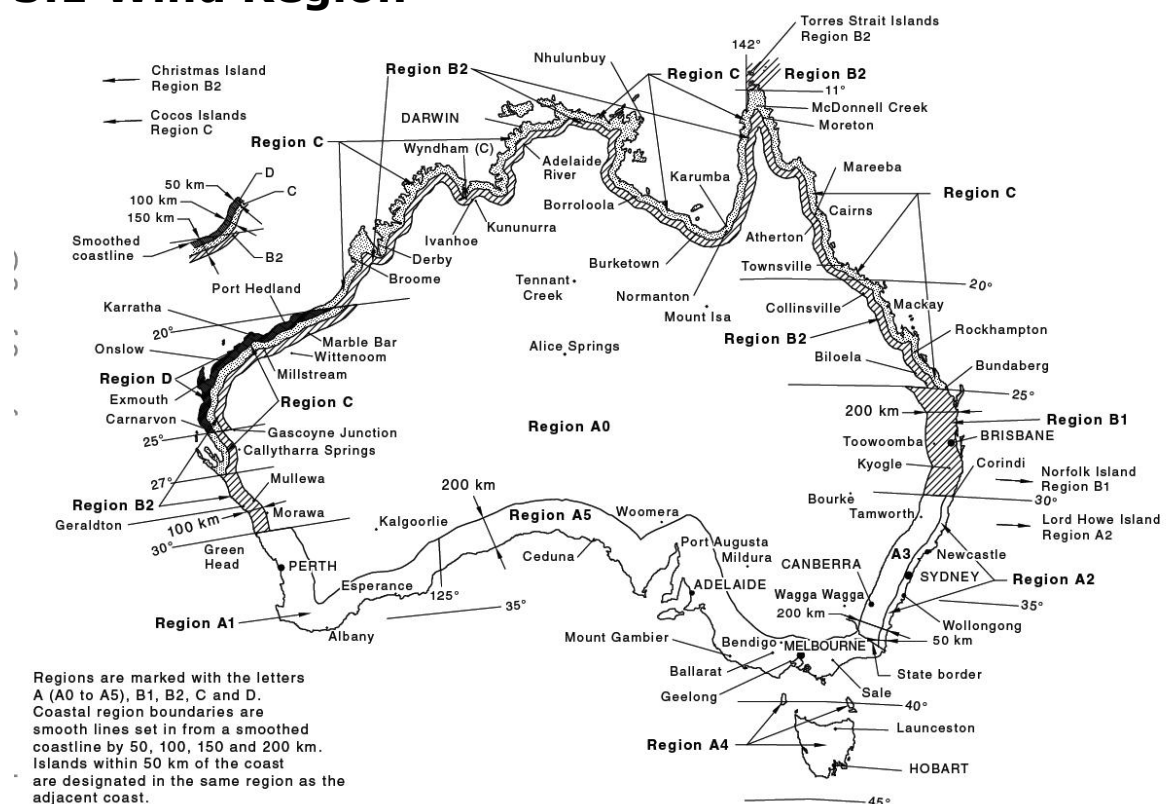 Torres Strait Islands
Region B2
142°
Nhulunbuy
Christmas Island
Region B2
Region B2
Region C
Region B2
11°
McDonnell Creek
Cocos Islands
Region C
DARWIN
Moreton
Region C
Wyndham (C)
D
Adelaide
River
Mareeba
50 km
C
Karumba
Region C
100 km
Borroloola
150 km
Kununurra
Cairns
Smoothed
coastline
Ivanhoe
Atherton
B2
Derby
Burketown
Townsville
Broome
Tennant
Creek
20°
Port Hedland
Normanton
Collinsville
Mackay
Karratha
Mount Isa
20°
Rockhampton
Marble Bar
Region B2
Onslow
Wittenoom
Alice Springs
Biloela
Millstream
Bundaberg
Region D
Exmouth
25°
Region C
200 km
Carnarvon
Region B1
Region A0
25°
Gascoyne Junction
Toowoomba
BRISBANE
Callytharra Springs
Kyogle
Corindi
27°
Mullewa
Norfolk Island
Region B1
200 km
Region B2
Bourke
30°
100 km
Morawa
Region A5
Woomera
Tamworth
Geraldton
Kalgoorlie
Lord Howe Island
Region A2
30°
Green
Head
Port Augusta
Mildura
A3
Newcastle
Ceduna
CANBERRA
PERTH
SYDNEY
Region A2
Esperance
125°
ADELAIDE
Wagga Wagga
35°
35°
200 km
Region A1
Wollongong
Albany
Mount Gambier
Bendigo
MELBOURNE
50 km
Ballarat
State border
Geelong
Sale
40°
Launceston
Region A4
HOBART
45°
Regions are marked with the letters
A (A0 to A5), B1, B2, C and D.
Coastal region boundaries are
smooth lines set in from a smoothed
coastline by 50, 100, 150 and 200 km.
Islands within 50 km of the coast
are designated in the same region as the
adjacent coast.